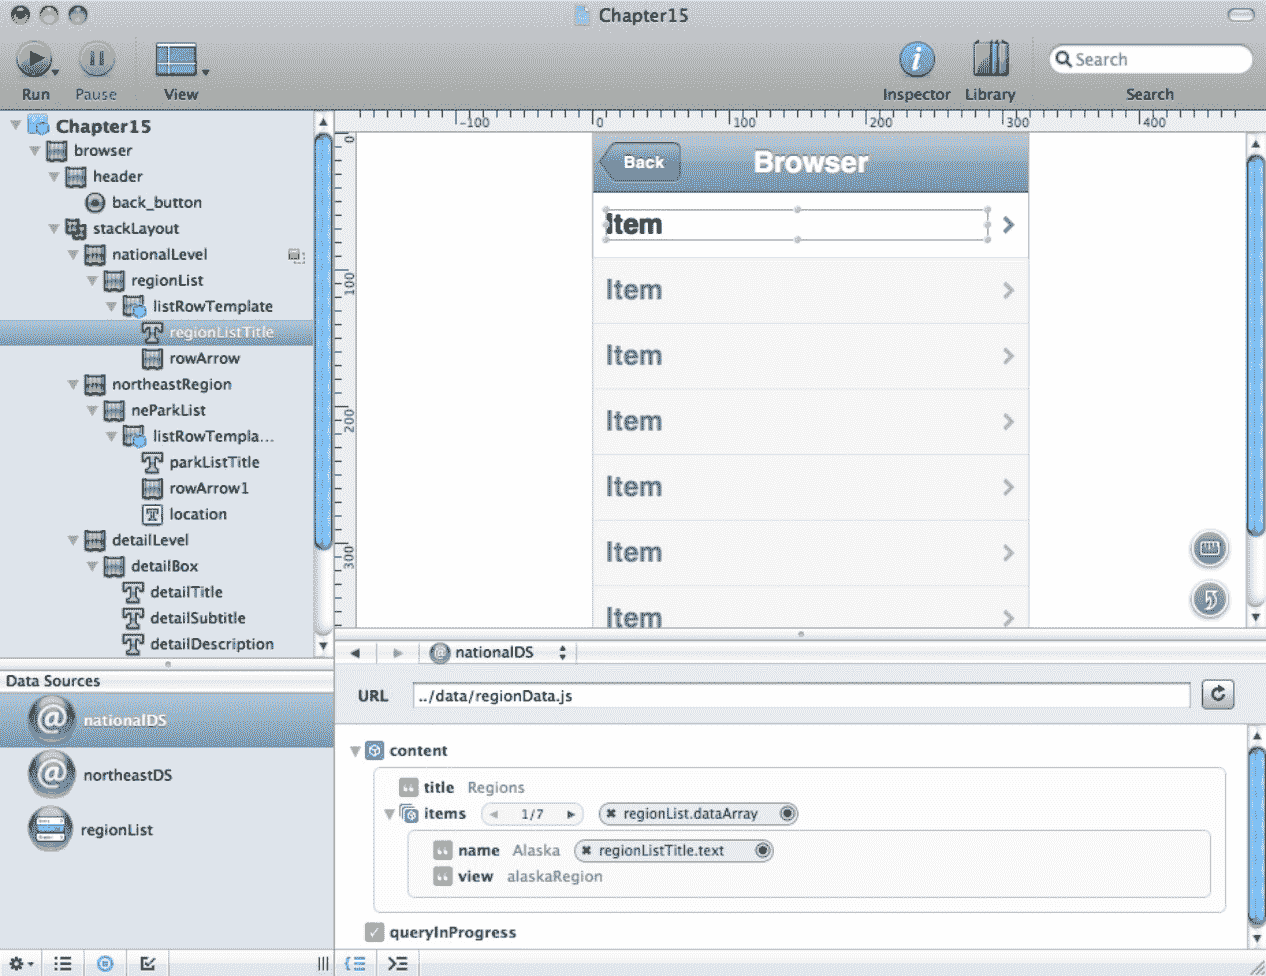 Chapter15
Run
Pause
View
Inspector
Library
Search
Search
Chapter15
browser
header
back_button
stackLayout
nationalLevel
regionList
listRowTemplate
regionListTitle
rowArrow
northeastRegion
neParkList
listRowTempla...
parkListTitle
rowArrow1
location
detailLevel
detailBox
detailTitle
detailSubtitle
detailDescription
Data Sources
nationalDS
northeastDS
regionList
-100 0 100 200 300 400
0
100
200
300
Back Browser
Item
Item
Item
Item
Item
Item
Item
nationalDS
URL ../data/regionData.js
content
title Regions
items 1/7 regionList.dataArray
name Alaska regionListTitle.text
view alaskaRegion
queryInProgress